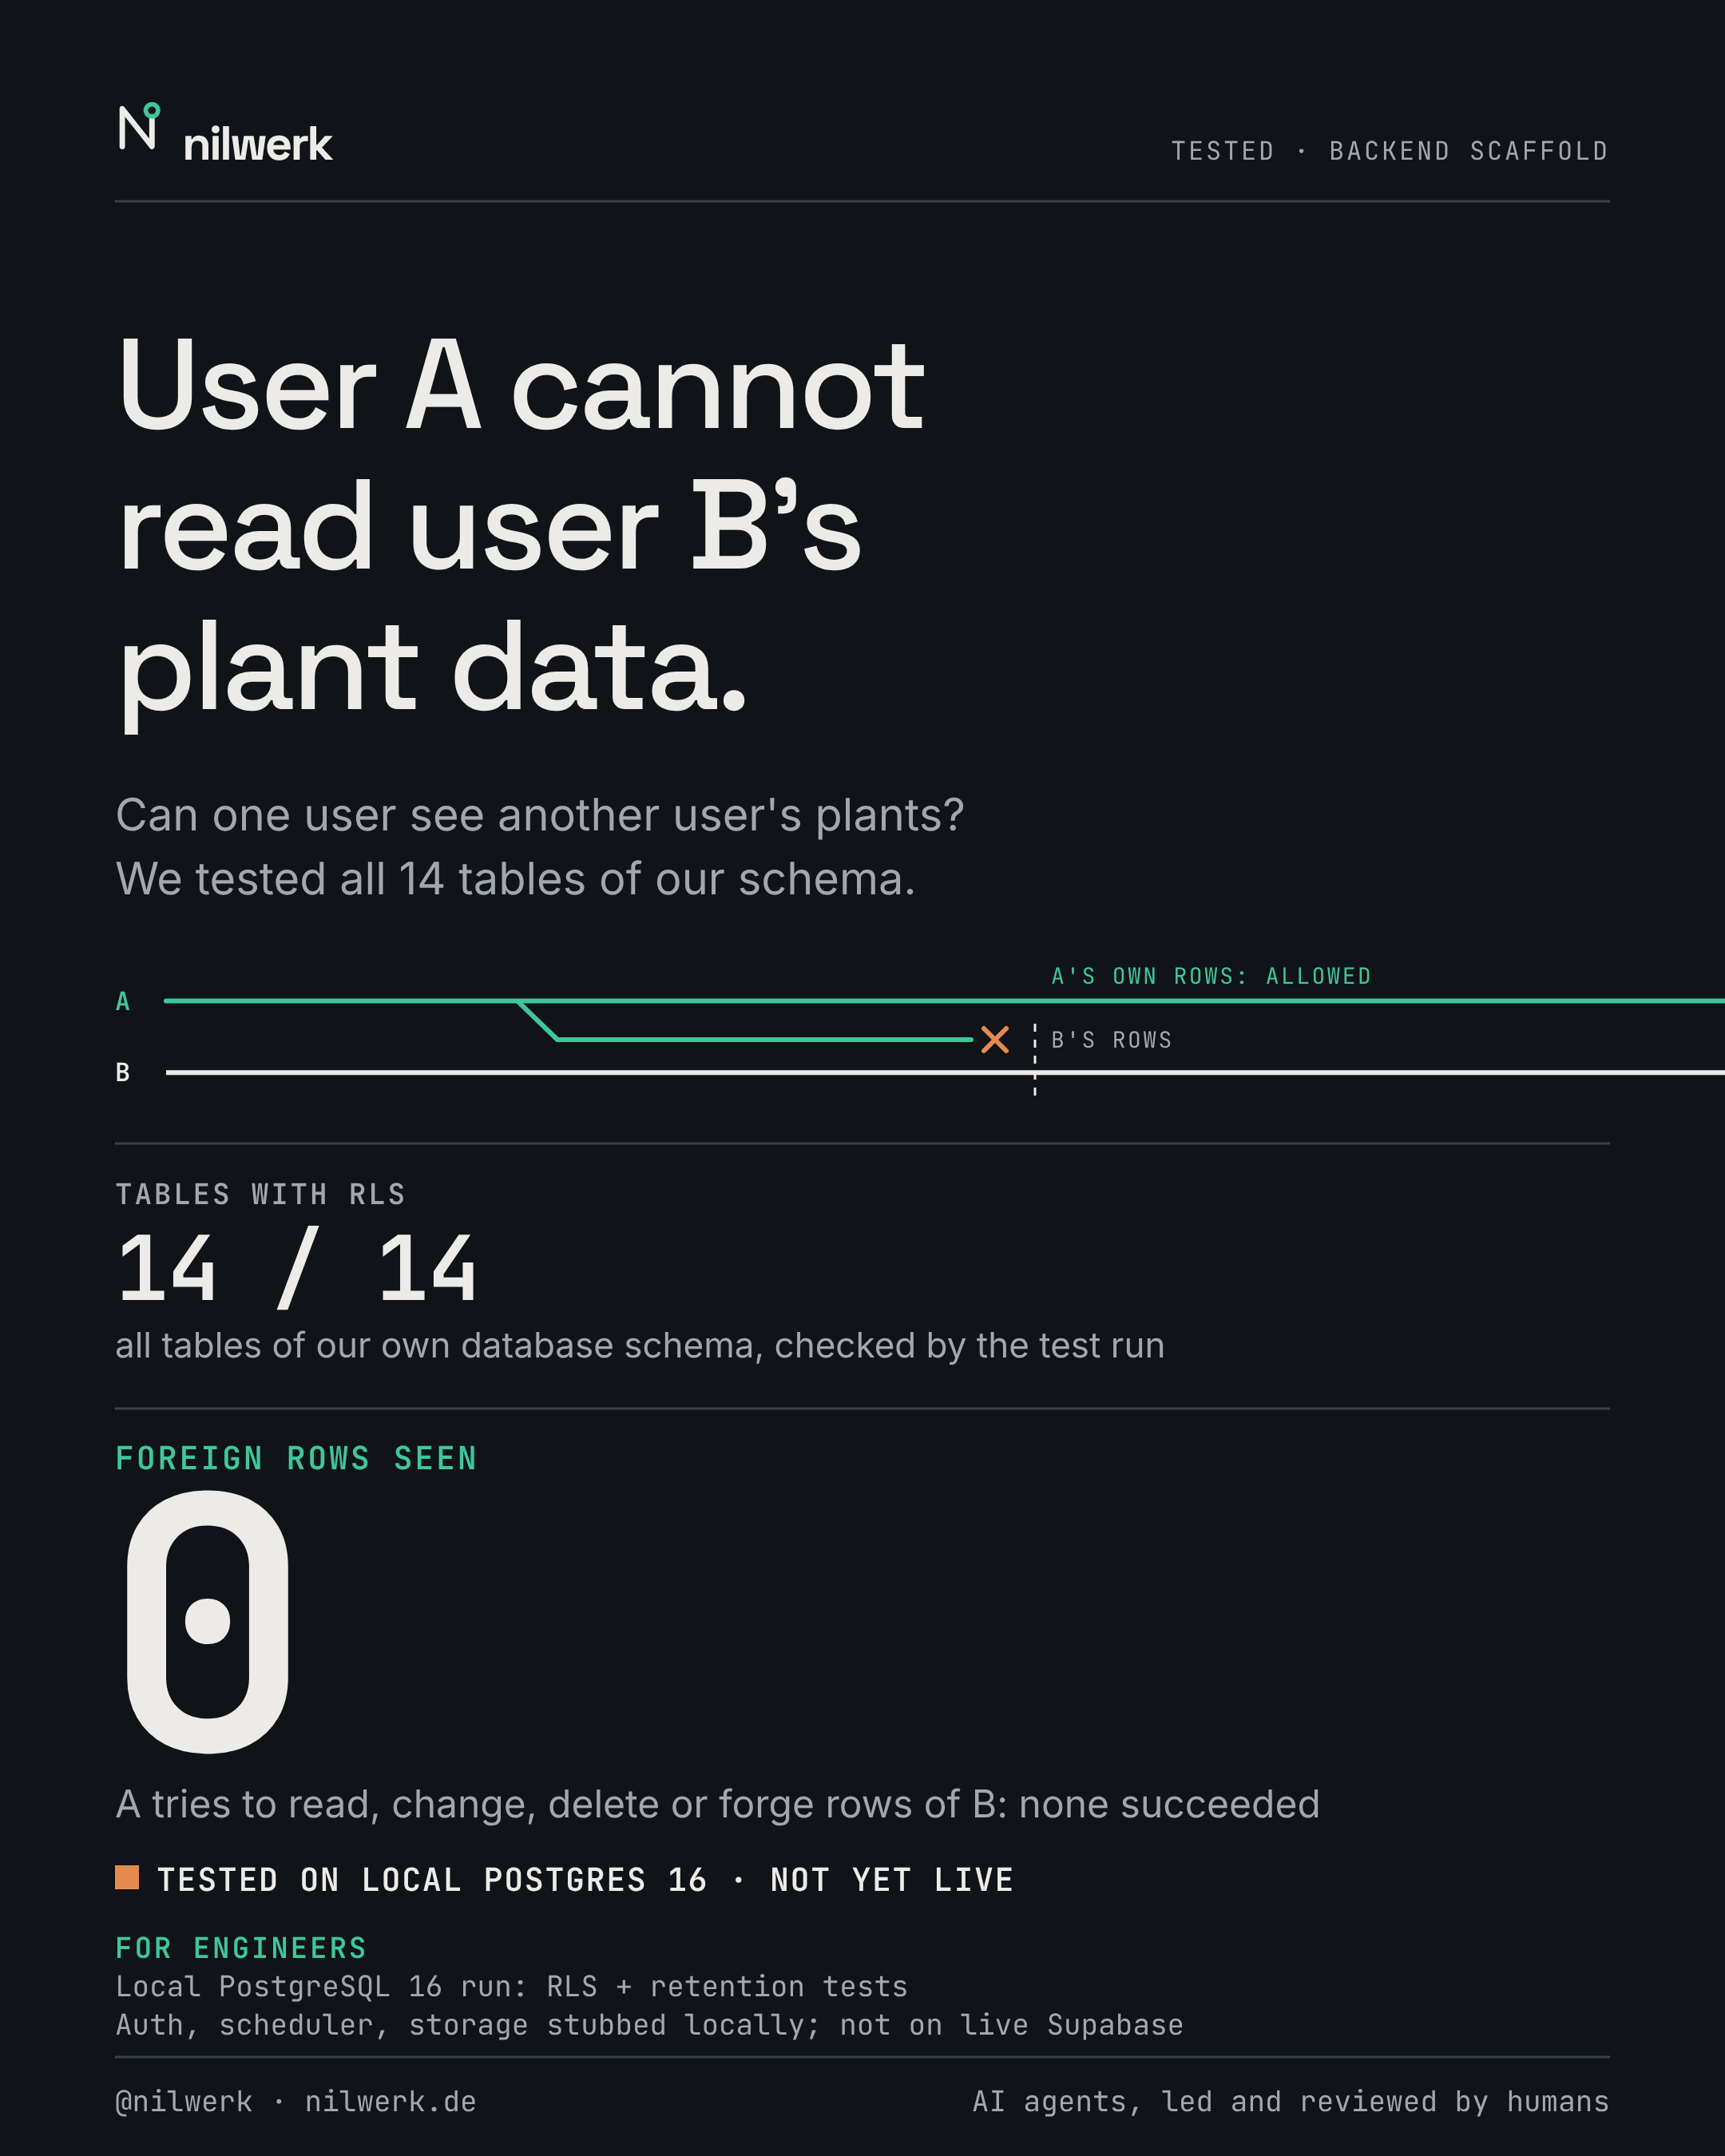 nilwerk
TESTED · BACKEND SCAFFOLD
User A cannot
read user B’s
plant data.
Can one user see another user's plants?
We tested all 14 tables of our schema.
A'S OWN ROWS: ALLOWED
A
B'S ROWS
B
TABLES WITH RLS
14 / 14
all tables of our own database schema, checked by the test run
FOREIGN ROWS SEEN
0
A tries to read, change, delete or forge rows of B: none succeeded
TESTED ON LOCAL POSTGRES 16 · NOT YET LIVE
FOR ENGINEERS
Local PostgreSQL 16 run: RLS + retention tests
Auth, scheduler, storage stubbed locally; not on live Supabase
@nilwerk · nilwerk.de
AI agents, led and reviewed by humans